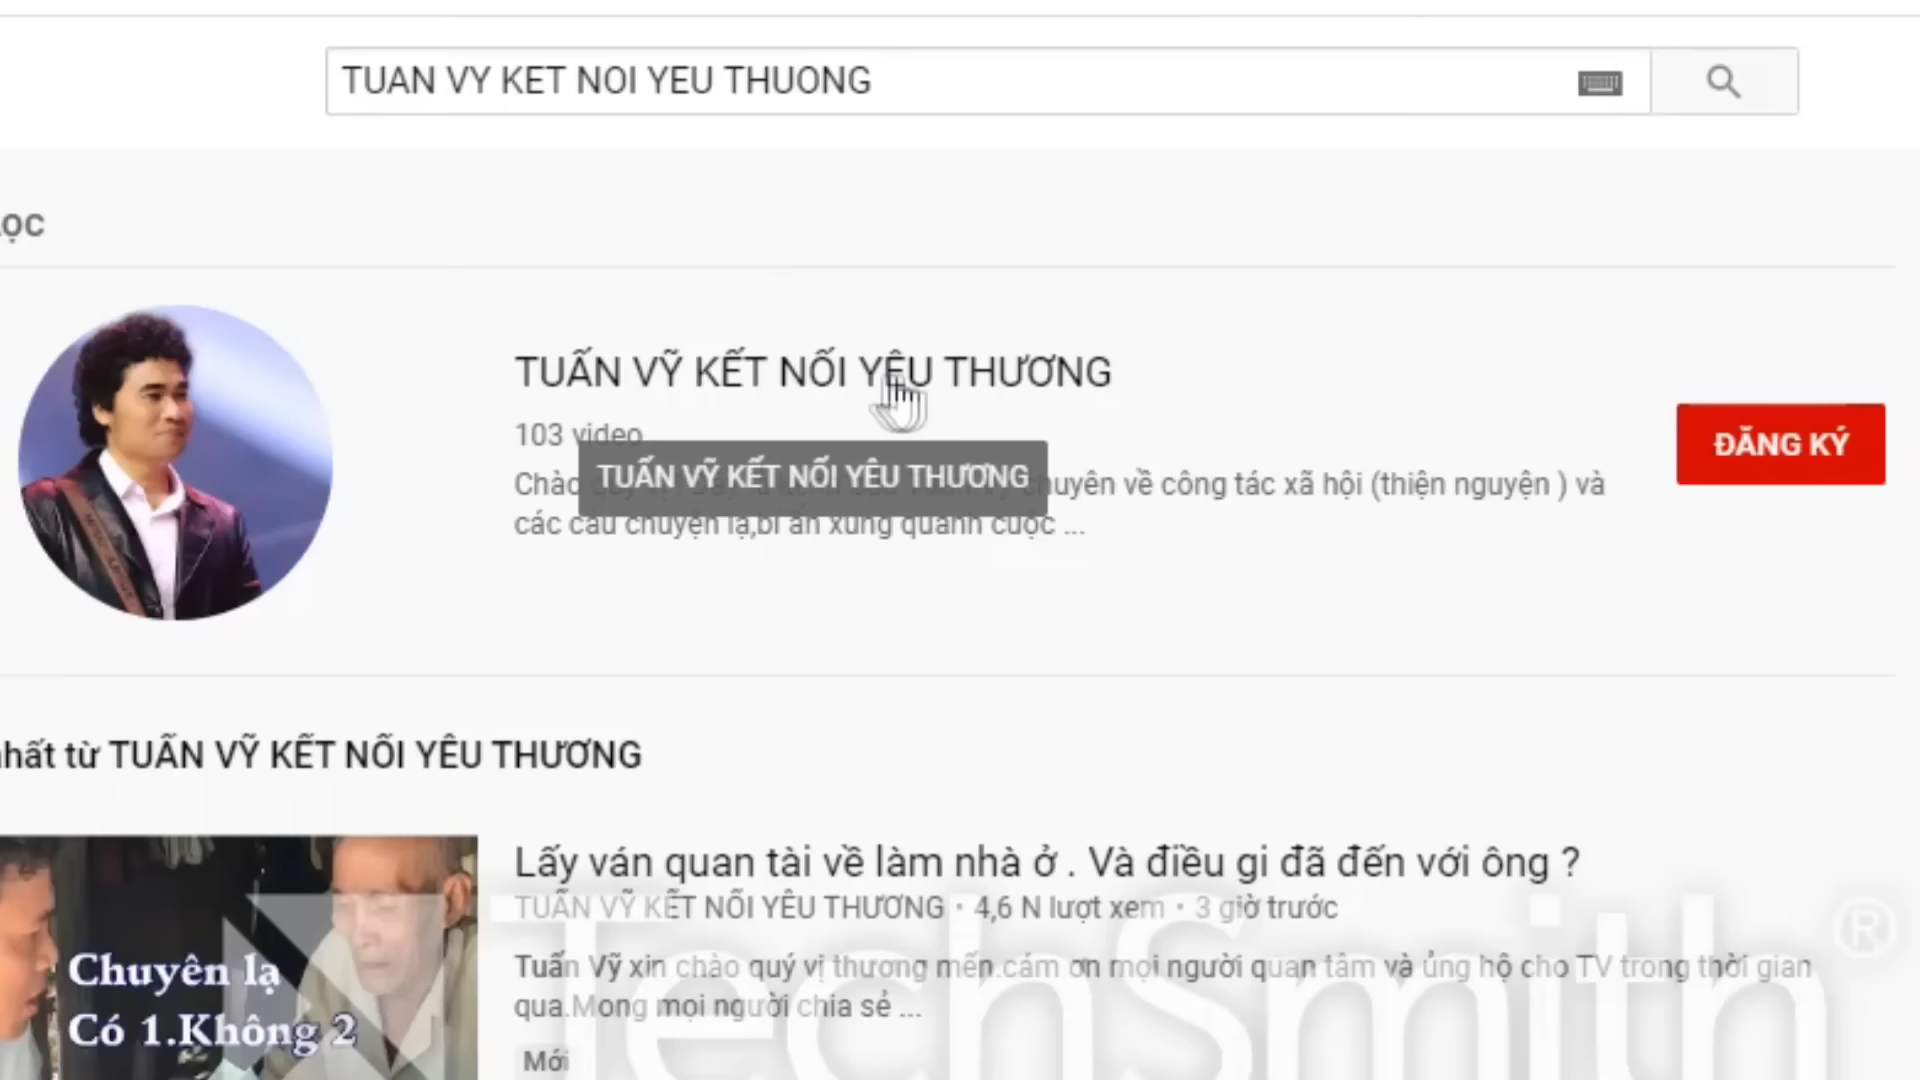 TUAN VY KET NOI YEU THUONG
LỌC
TUẤN VỸ KẾT NỐI YÊU THƯƠNG
103 video
TUẤN VỸ KẾT NỐI YÊU THƯƠNG
Chào chuyên về công tác xã hội (thiện nguyện ) và
các câu chuyện lạ,bí ẩn xung quanh cuộc ...
ĐĂNG KÝ
nhất từ TUẤN VỸ KẾT NỐI YÊU THƯƠNG
Lấy ván quan tài về làm nhà ở . Và điều gi đã đến với ông ?
TUẤN VỸ KẾT NỐI YÊU THƯƠNG • 4,6 N lượt xem • 3 giờ trước
Tuấn Vỹ xin chào quý vị thương mến.cám ơn mọi người quan tâm và ủng hộ cho TV trong thời gian
qua.Mong mọi người chia sẻ ...
Mới
Chuyên lạ
Có 1.Không 2
TechSmith®